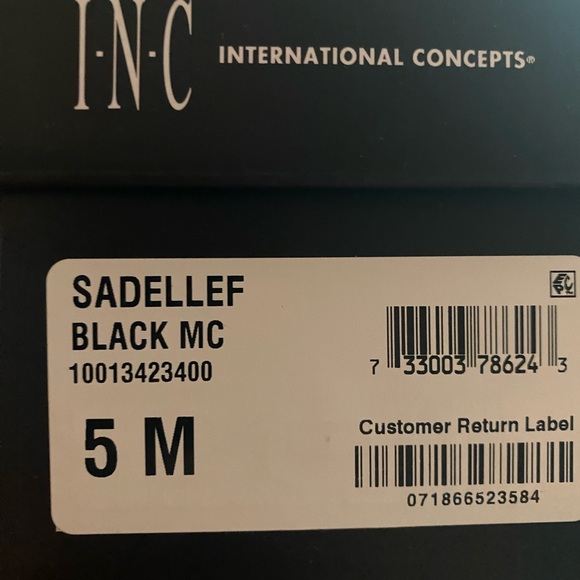 I·N·C INTERNATIONAL CONCEPTS®
SADELLEF
BLACK MC
10013423400
5 M
7 33003 78624 3
Customer Return Label
071866523584